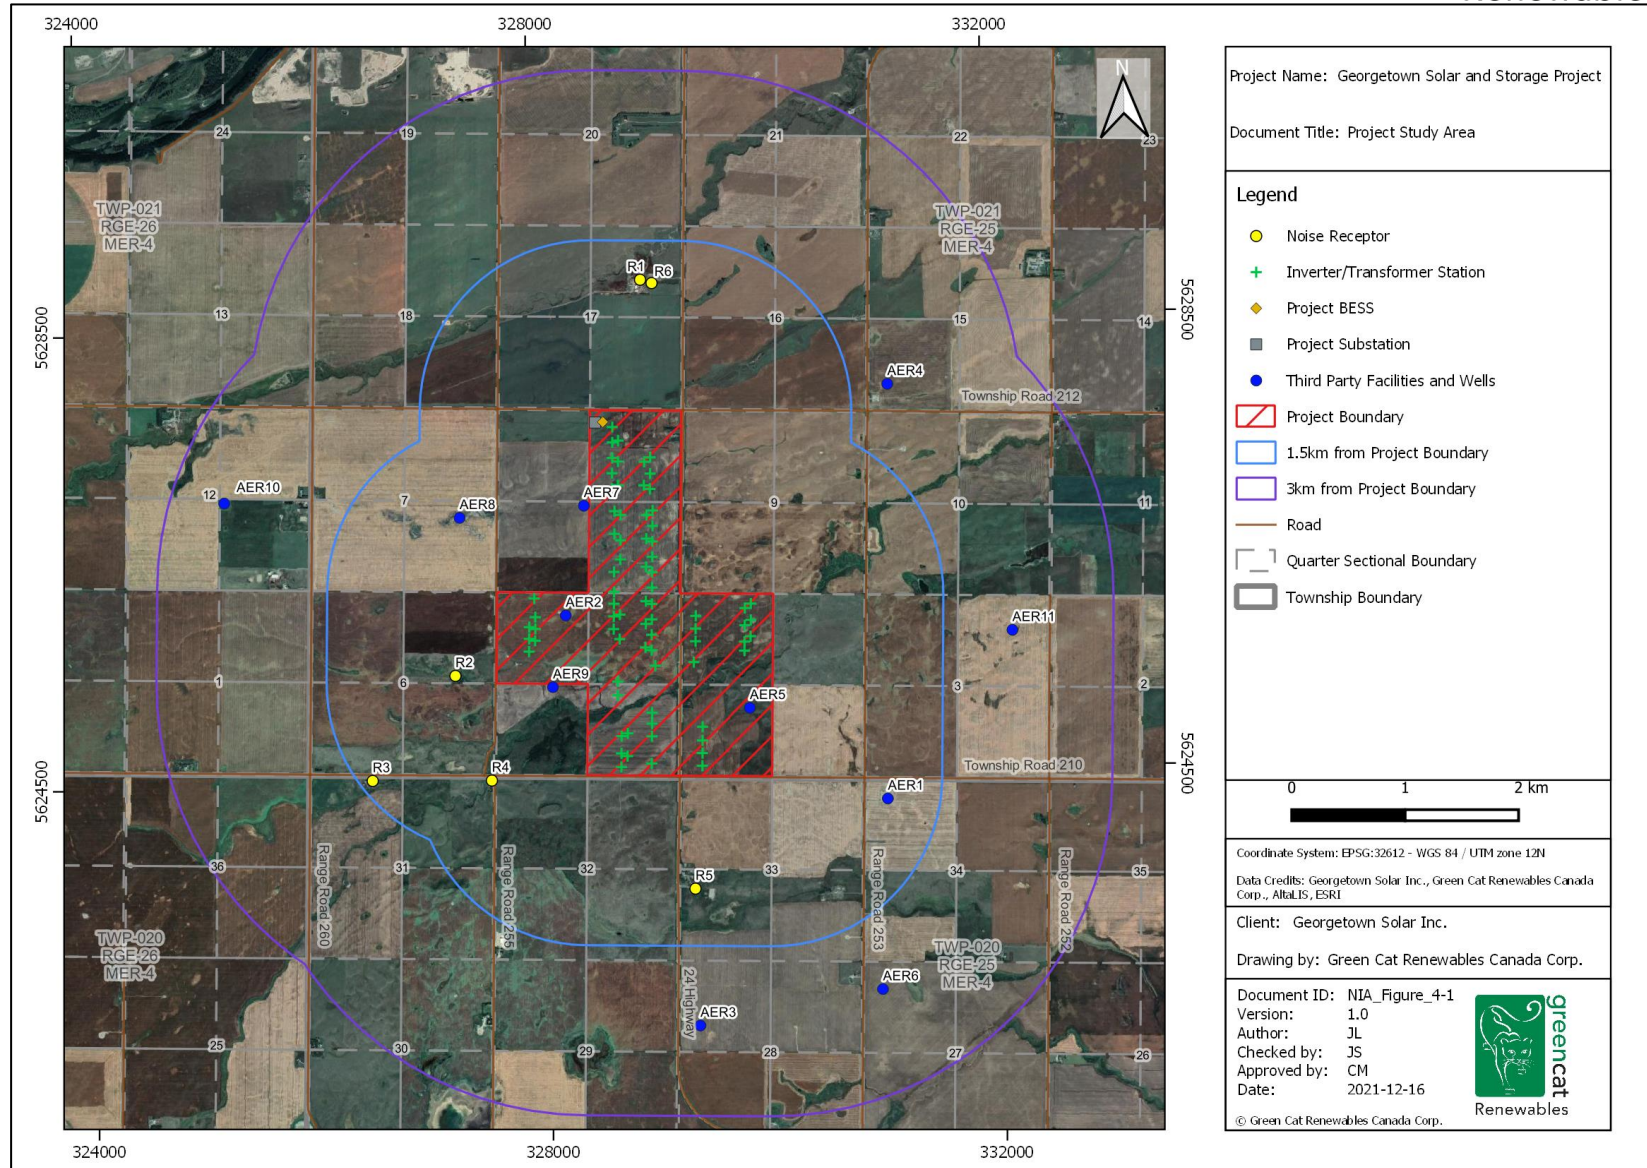 324000
328000
332000
N
24
19
20
21
22
23
TWP-021
RGE-26
MER-4
TWP-021
RGE-25
MER-4
R1
R6
13
18
17
16
15
14
5628500
5628500
AER4
Township Road 212
12
AER10
7
AER8
AER7
9
10
11
AER2
AER11
R2
AER9
1
6
3
2
AER5
R3
R4
Township Road 210
5624500
5624500
AER1
36
31
32
33
34
35
Range Road 260
Range Road 255
Range Road 253
Range Road 252
R5
TWP-020
RGE-26
MER-4
TWP-020
RGE-25
MER-4
AER6
24 Highway
AER3
25
30
29
28
27
26
324000
328000
332000
Project Name: Georgetown Solar and Storage Project
Document Title: Project Study Area
Legend
Noise Receptor
Inverter/Transformer Station
Project BESS
Project Substation
Third Party Facilities and Wells
Project Boundary
1.5km from Project Boundary
3km from Project Boundary
Road
Quarter Sectional Boundary
Township Boundary
0 1 2 km
Coordinate System: EPSG:32612 - WGS 84 / UTM zone 12N
Data Credits: Georgetown Solar Inc., Green Cat Renewables Canada
Corp., AltaLIS, ESRI
Client: Georgetown Solar Inc.
Drawing by: Green Cat Renewables Canada Corp.
Document ID: NIA_Figure_4-1
Version: 1.0
Author: JL
Checked by: JS
Approved by: CM
Date: 2021-12-16
© Green Cat Renewables Canada Corp.
greencat
Renewables